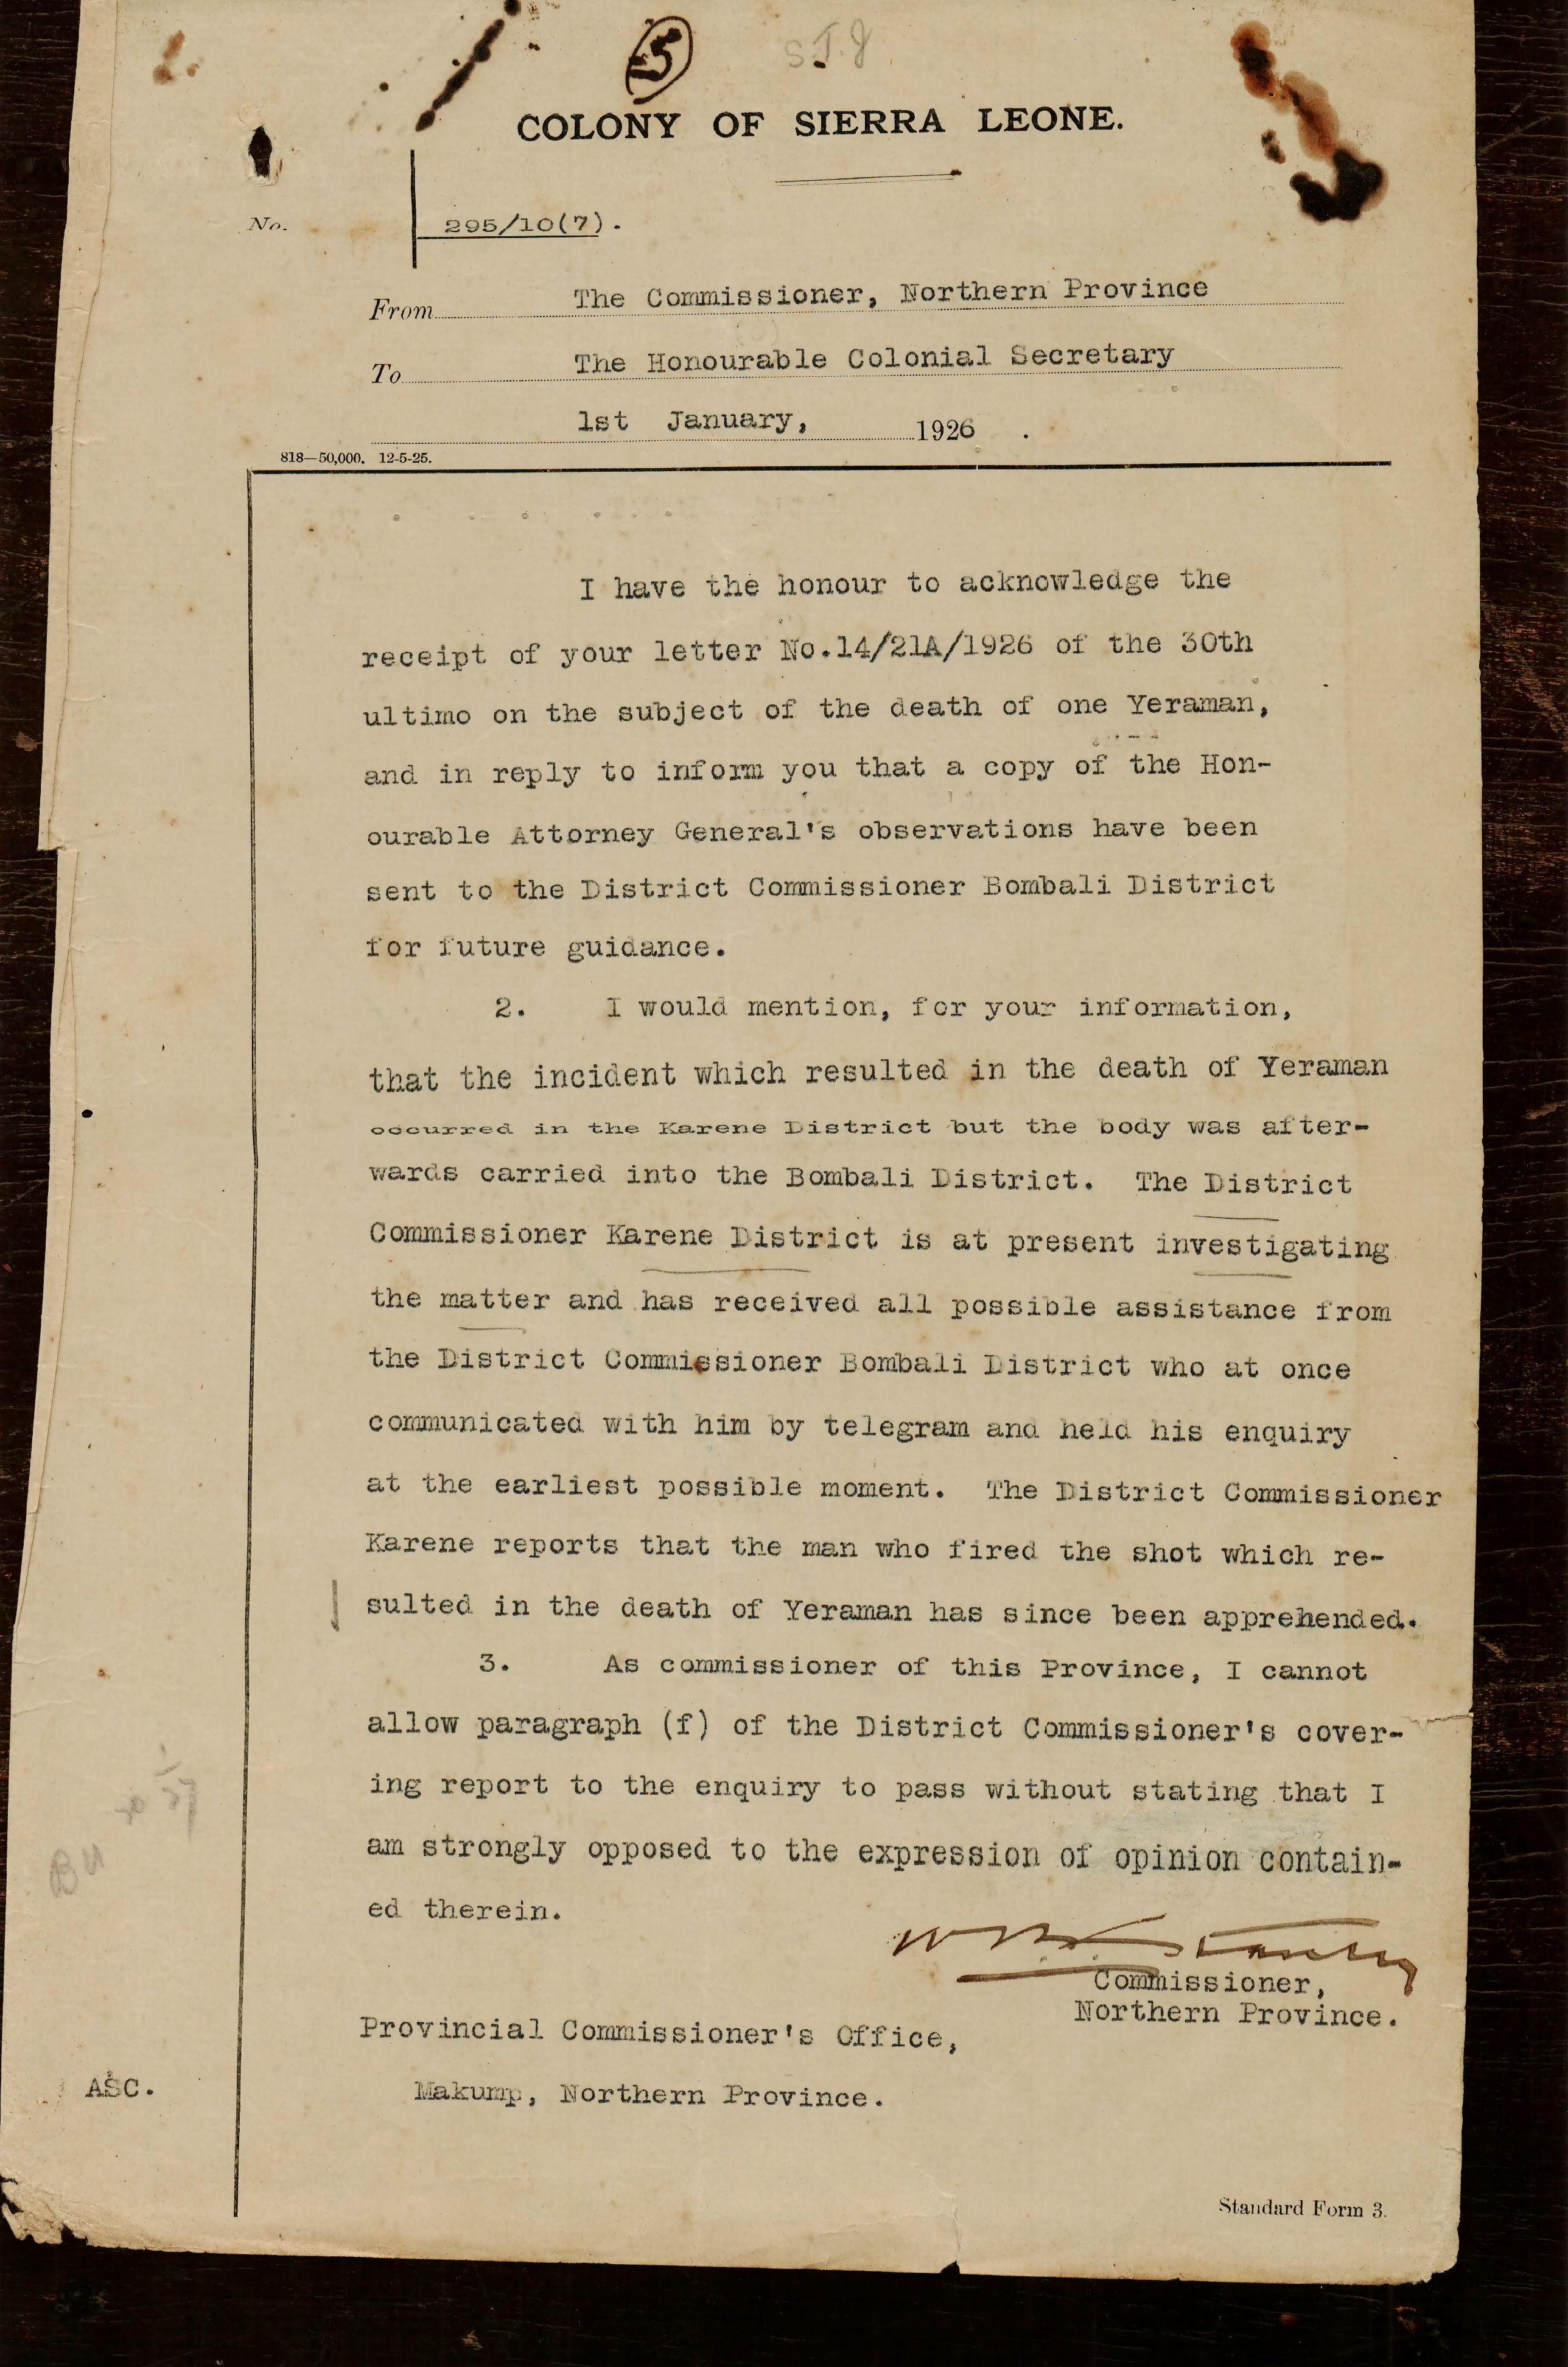 5
S.T.J.
COLONY OF SIERRA LEONE.
No.
295/10(7).
From The Commissioner, Northern Province
To The Honourable Colonial Secretary
1st January, 1926 .
818—50,000. 12-5-25.
I have the honour to acknowledge the
receipt of your letter No.14/21A/1926 of the 30th
ultimo on the subject of the death of one Yeraman,
and in reply to inform you that a copy of the Hon-
ourable Attorney General's observations have been
sent to the District Commissioner Bombali District
for future guidance.
2. I would mention, for your information,
that the incident which resulted in the death of Yeraman
occurred in the Karene District but the body was after-
wards carried into the Bombali District. The District
Commissioner Karene District is at present investigating
the matter and has received all possible assistance from
the District Commissioner Bombali District who at once
communicated with him by telegram and held his enquiry
at the earliest possible moment. The District Commissioner
Karene reports that the man who fired the shot which re-
sulted in the death of Yeraman has since been apprehended.
3. As commissioner of this Province, I cannot
allow paragraph (f) of the District Commissioner's cover-
ing report to the enquiry to pass without stating that I
am strongly opposed to the expression of opinion contain-
ed therein.
Stanley
Commissioner,
Northern Province.
Provincial Commissioner's Office,
Makump, Northern Province.
ASC.
BU
Standard Form 3.